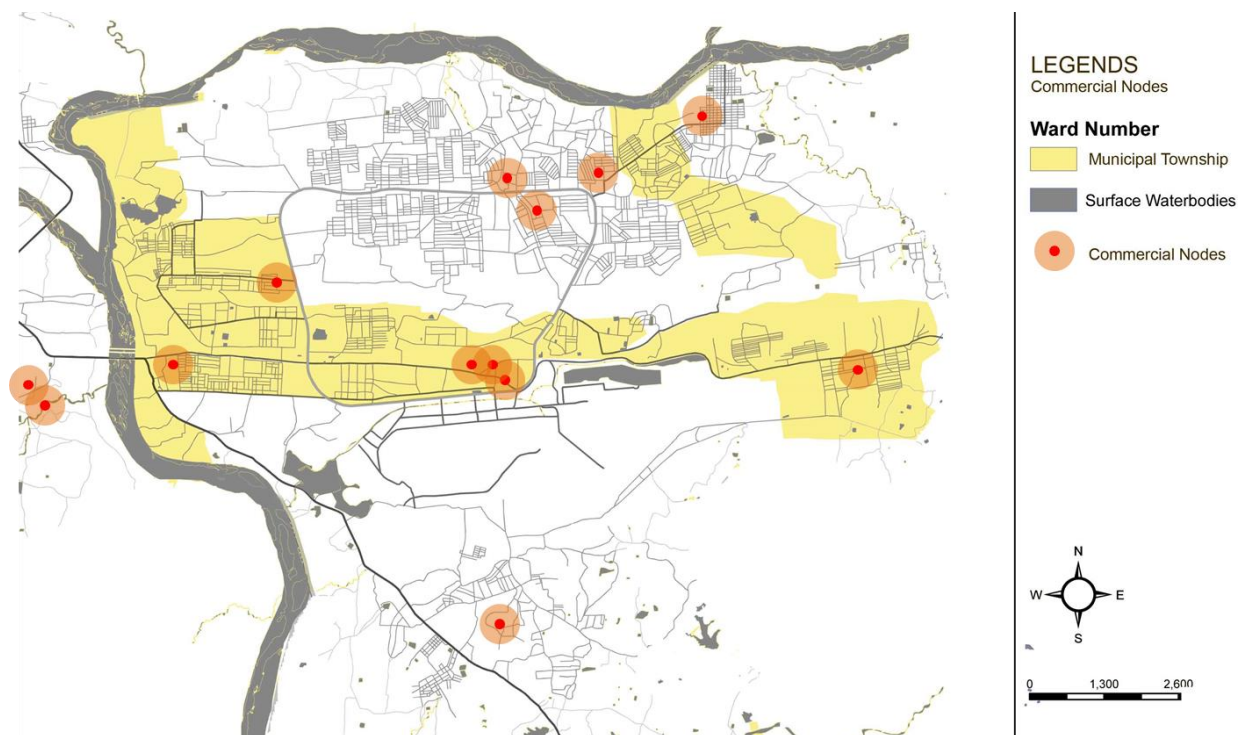 LEGENDS
Commercial Nodes
Ward Number
Municipal Township
Surface Waterbodies
Commercial Nodes
N
W E
S
0 1,300 2,600